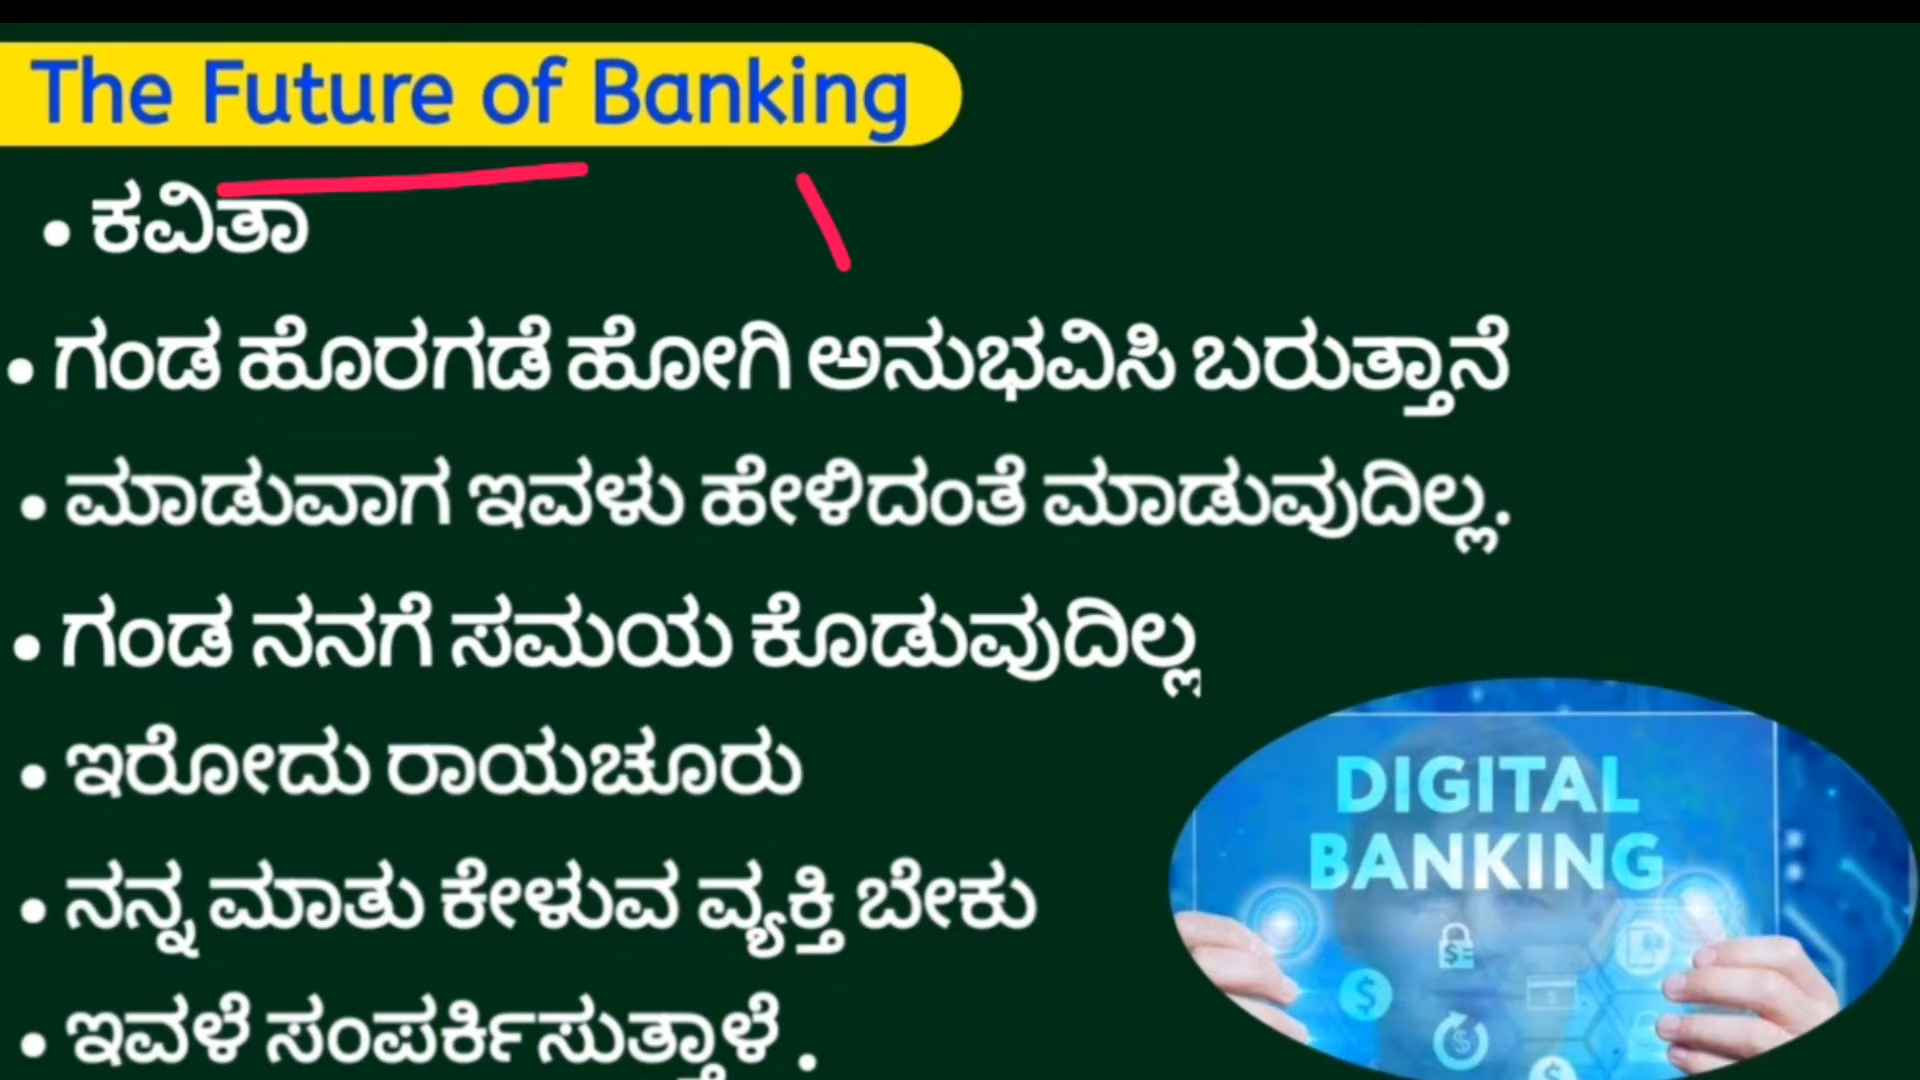 The Future of Banking
• ಕವಿತಾ
• ಗಂಡ ಹೊರಗಡೆ ಹೋಗಿ ಅನುಭವಿಸಿ ಬರುತ್ತಾನೆ
• ಮಾಡುವಾಗ ಇವಳು ಹೇಳಿದಂತೆ ಮಾಡುವುದಿಲ್ಲ.
• ಗಂಡ ನನಗೆ ಸಮಯ ಕೊಡುವುದಿಲ್ಲ
• ಇರೋದು ರಾಯಚೂರು
• ನನ್ನ ಮಾತು ಕೇಳುವ ವ್ಯಕ್ತಿ ಬೇಕು
• ಇವಳೆ ಸಂಪರ್ಕಿಸುತ್ತಾಳೆ .
DIGITAL
BANKING